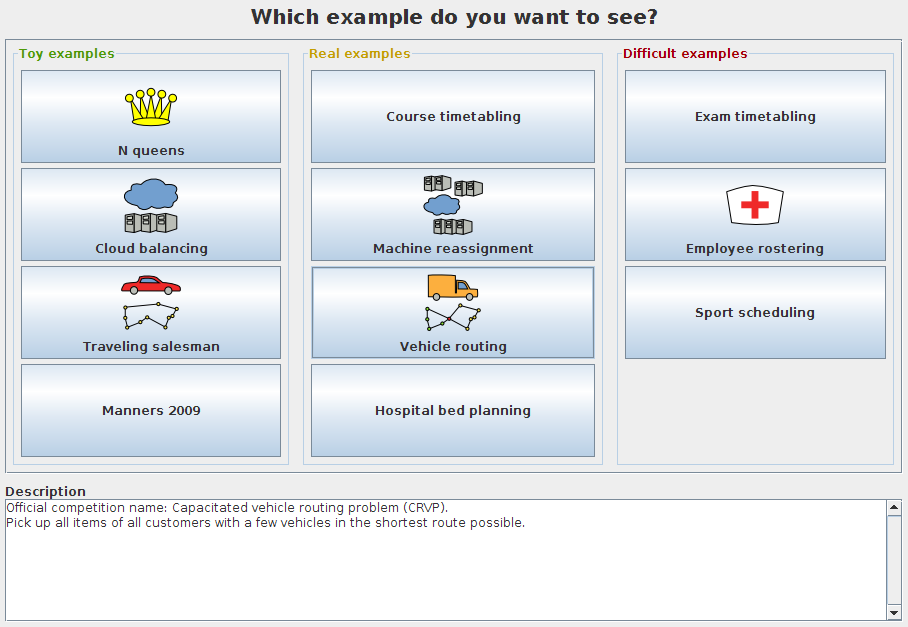 Which example do you want to see?
Toy examples
N queens
Cloud balancing
Traveling salesman
Manners 2009
Real examples
Course timetabling
Machine reassignment
Vehicle routing
Hospital bed planning
Difficult examples
Exam timetabling
Employee rostering
Sport scheduling
Description
Official competition name: Capacitated vehicle routing problem (CRVP).
Pick up all items of all customers with a few vehicles in the shortest route possible.